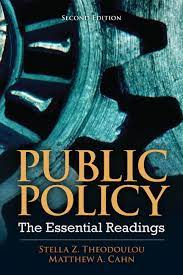 SECOND EDITION
PUBLIC
POLICY
The Essential Readings
STELLA Z. THEODOULOU
MATTHEW A. CAHN